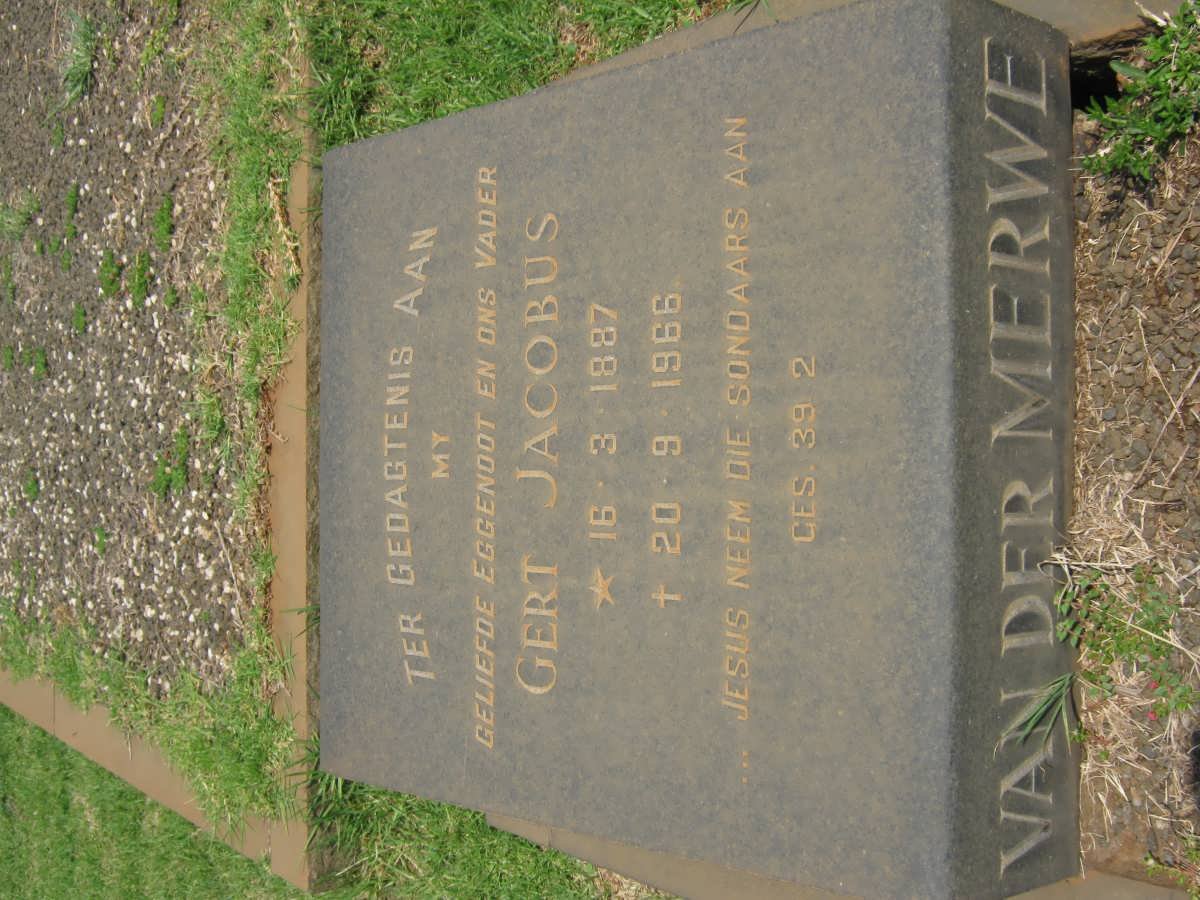 TER GEDAGTENIS AAN
MY
GELIEFDE EGGENOOT EN ONS VADER
GERT JACOBUS
★ 16 · 3 · 1887
† 20 · 9 · 1966
... JESUS NEEM DIE SONDAARS AAN
GES. 39 2
VAN DER MERWE